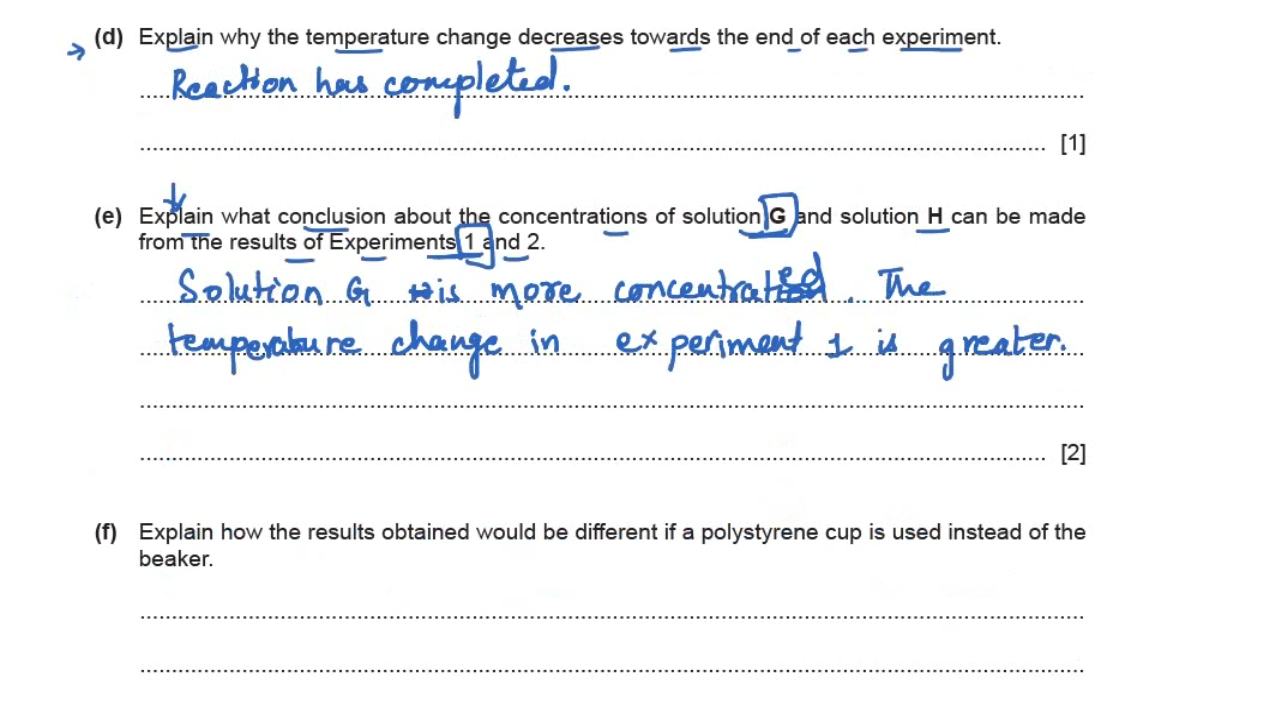 (d) Explain why the temperature change decreases towards the end of each experiment.
Reaction has completed.
[1]
(e) Explain what conclusion about the concentrations of solution G and solution H can be made
from the results of Experiments 1 and 2.
Solution G is more concentrated. The
temperature change in experiment 1 is greater.
[2]
(f) Explain how the results obtained would be different if a polystyrene cup is used instead of the
beaker.